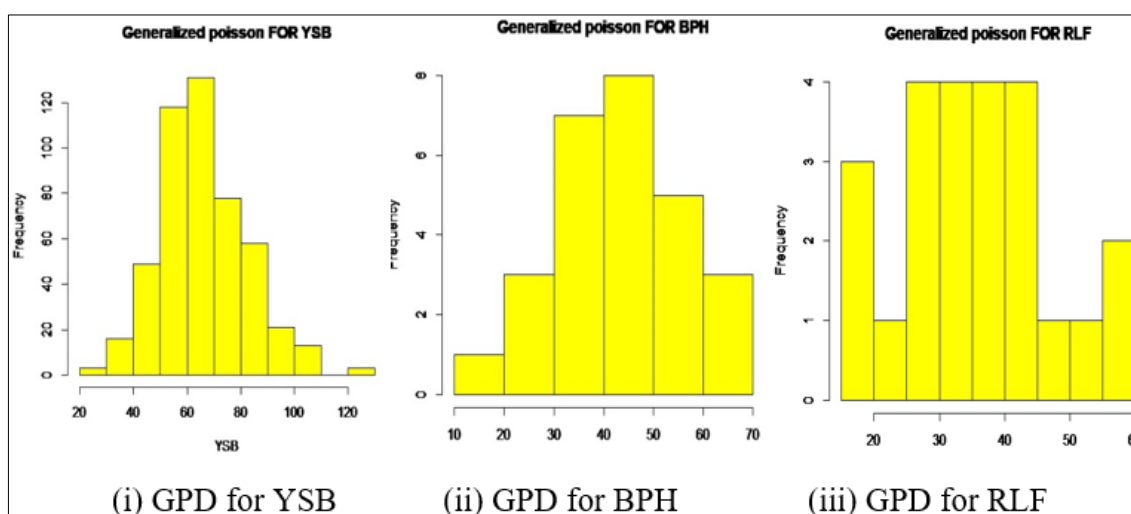 Generalized poisson FOR YSB
Frequency
0 20 40 60 80 100 120
20 40 60 80 100 120
YSB
(i) GPD for YSB
Generalized poisson FOR BPH
Frequency
0 2 4 6 8
10 20 30 40 50 60 70
(ii) GPD for BPH
Generalized poisson FOR RLF
Frequency
0 1 2 3 4
20 30 40 50
(iii) GPD for RLF